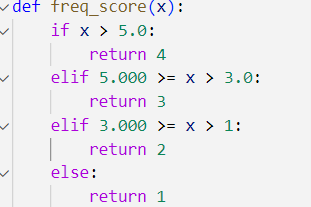 def freq_score(x):
    if x > 5.0:
        return 4
    elif 5.000 >= x > 3.0:
        return 3
    elif 3.000 >= x > 1:
        return 2
    else:
        return 1